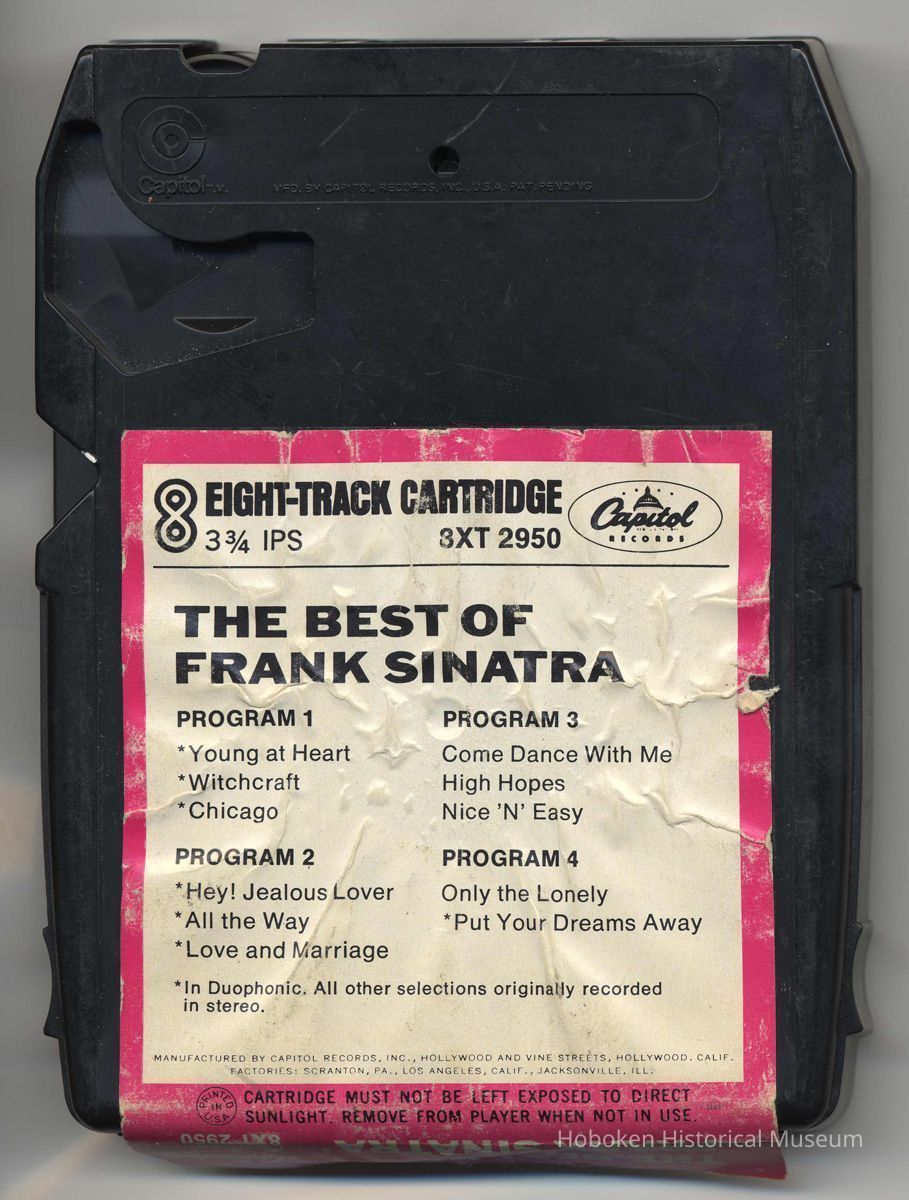 Capitol T.M.
MFD. BY CAPITOL RECORDS, INC., U.S.A. PAT. PENDING
8 EIGHT-TRACK CARTRIDGE
3¾ IPS 8XT 2950
Capitol
RECORDS
THE BEST OF
FRANK SINATRA
PROGRAM 1
*Young at Heart
*Witchcraft
*Chicago
PROGRAM 2
*Hey! Jealous Lover
*All the Way
*Love and Marriage
PROGRAM 3
Come Dance With Me
High Hopes
Nice 'N' Easy
PROGRAM 4
Only the Lonely
*Put Your Dreams Away
*In Duophonic. All other selections originally recorded
in stereo.
MANUFACTURED BY CAPITOL RECORDS, INC., HOLLYWOOD AND VINE STREETS, HOLLYWOOD. CALIF.
FACTORIES: SCRANTON, PA., LOS ANGELES, CALIF., JACKSONVILLE, ILL.
PRINTED
IN
USA
CARTRIDGE MUST NOT BE LEFT EXPOSED TO DIRECT
SUNLIGHT. REMOVE FROM PLAYER WHEN NOT IN USE.
8XT-2950
SINATRA
Hoboken Historical Museum